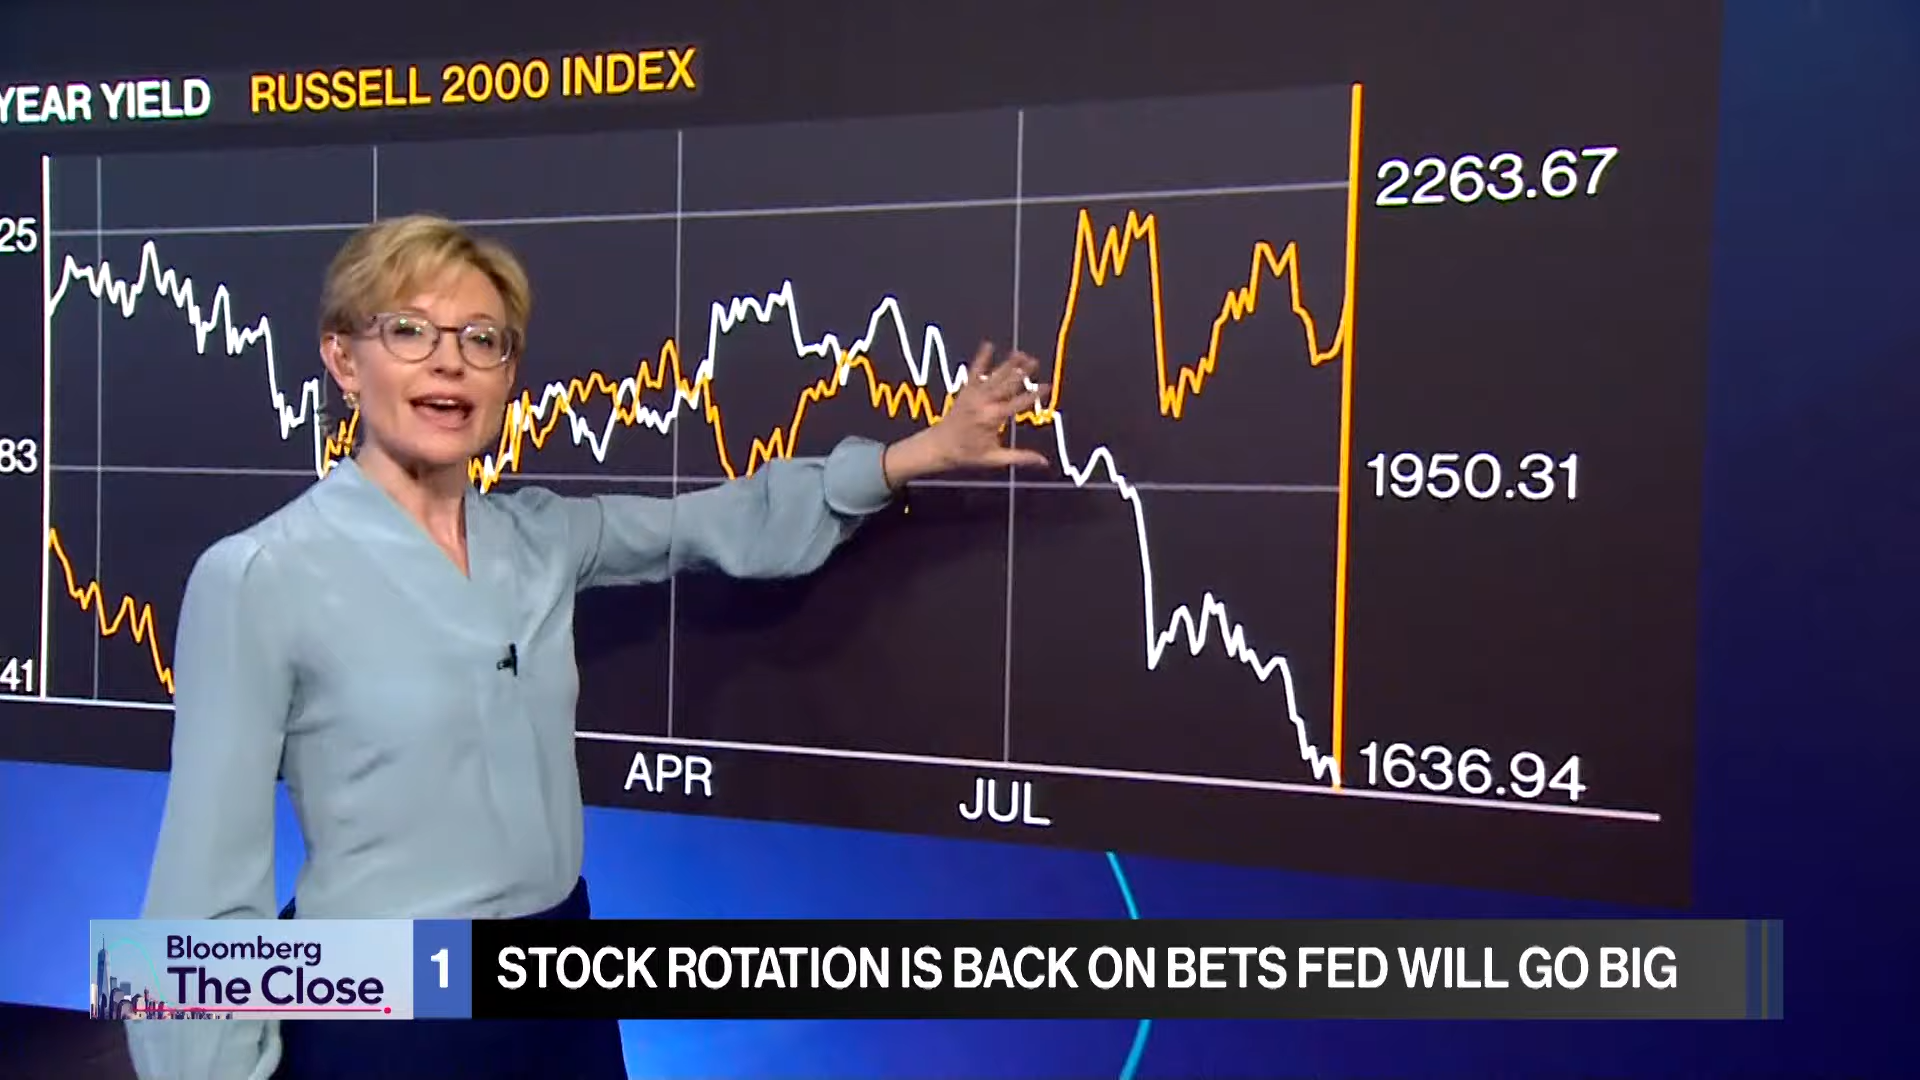 YEAR YIELD RUSSELL 2000 INDEX
25
2263.67
83
1950.31
41
1636.94
APR
JUL
Bloomberg
The Close
1
STOCK ROTATION IS BACK ON BETS FED WILL GO BIG